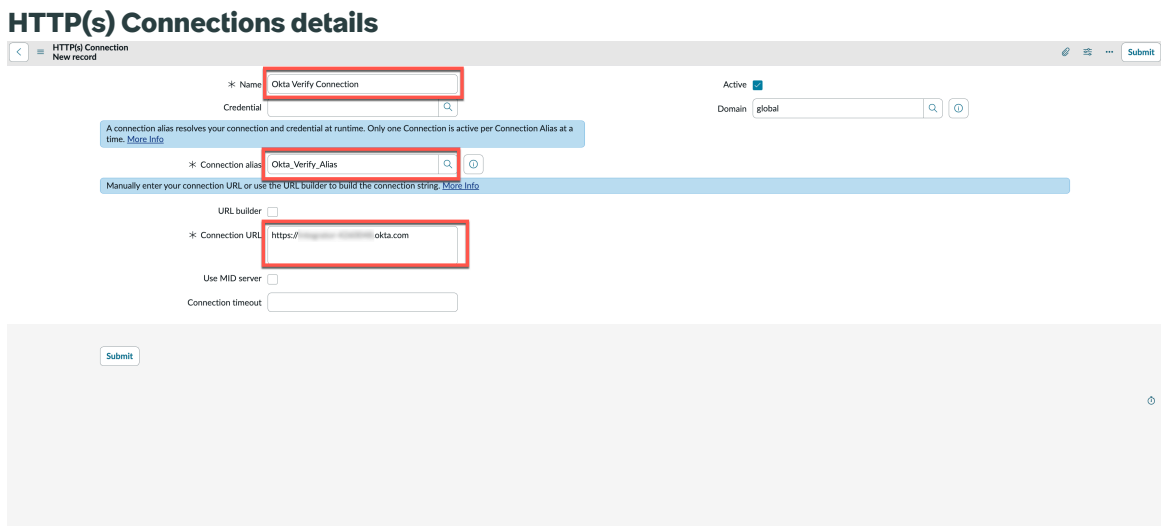 HTTP(s) Connections details
HTTP(s) Connection
New record
Submit
* Name Okta Verify Connection
Active
Credential
Domain global
A connection alias resolves your connection and credential at runtime. Only one Connection is active per Connection Alias at a
time. More Info
* Connection alias Okta_Verify_Alias
Manually enter your connection URL or use the URL builder to build the connection string. More Info
URL builder
* Connection URL https:// okta.com
Use MID server
Connection timeout
Submit